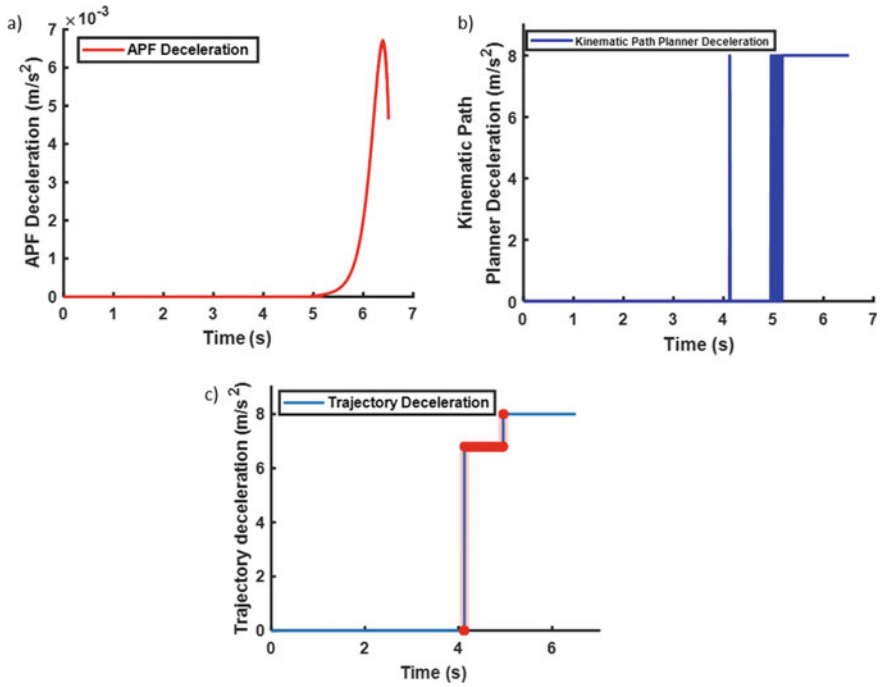 a)
×10⁻³
APF Deceleration
APF Deceleration (m/s²)
7
6
5
4
3
2
1
0
0 1 2 3 4 5 6 7
Time (s)
b)
Kinematic Path Planner Deceleration
Kinematic Path
Planner Deceleration (m/s²)
8
6
4
2
0
0 1 2 3 4 5 6 7
Time (s)
c)
Trajectory Deceleration
Trajectory deceleration (m/s²)
8
6
4
2
0
0 2 4 6
Time (s)